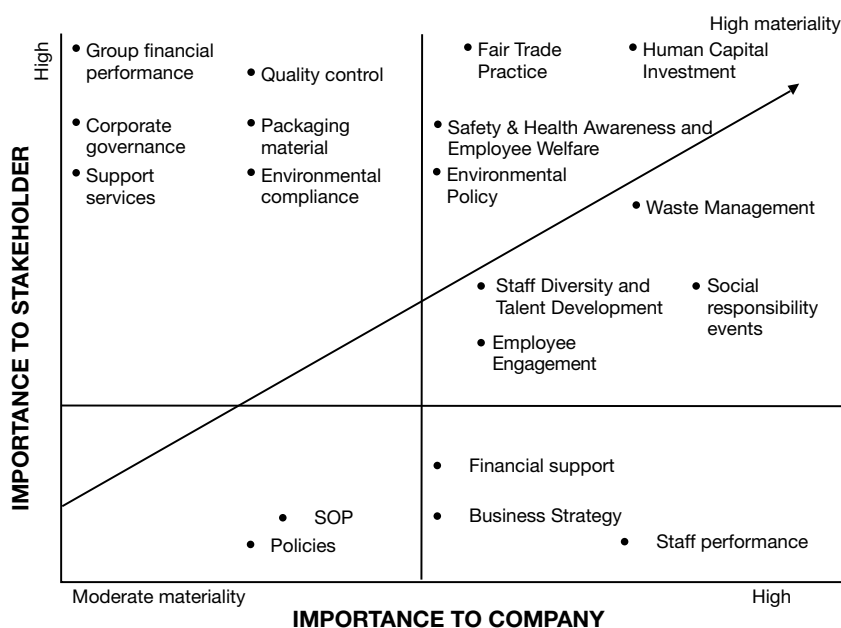 High materiality
High
Group financial
performance
Quality control
Fair Trade
Practice
Human Capital
Investment
Corporate
governance
Packaging
material
Safety & Health Awareness and
Employee Welfare
Support
services
Environmental
compliance
Environmental
Policy
Waste Management
Staff Diversity and
Talent Development
Social
responsibility
events
Employee
Engagement
IMPORTANCE TO STAKEHOLDER
Financial support
SOP
Business Strategy
Policies
Staff performance
Moderate materiality
High
IMPORTANCE TO COMPANY